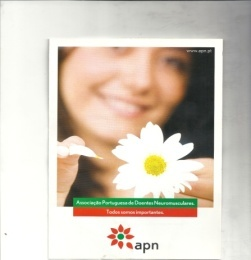 www.apn.pt
Associação Portuguesa de Doentes Neuromusculares
Todos somos importantes.
apn